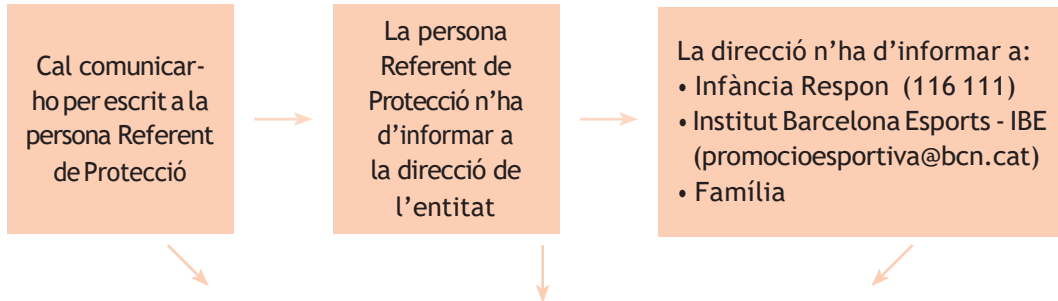 Cal comunicar-
ho per escrit a la
persona Referent
de Protecció
La persona
Referent de
Protecció n’ha
d’informar a
la direcció de
l’entitat
La direcció n’ha d’informar a:
• Infància Respon (116 111)
• Institut Barcelona Esports - IBE
(promocioesportiva@bcn.cat)
• Família